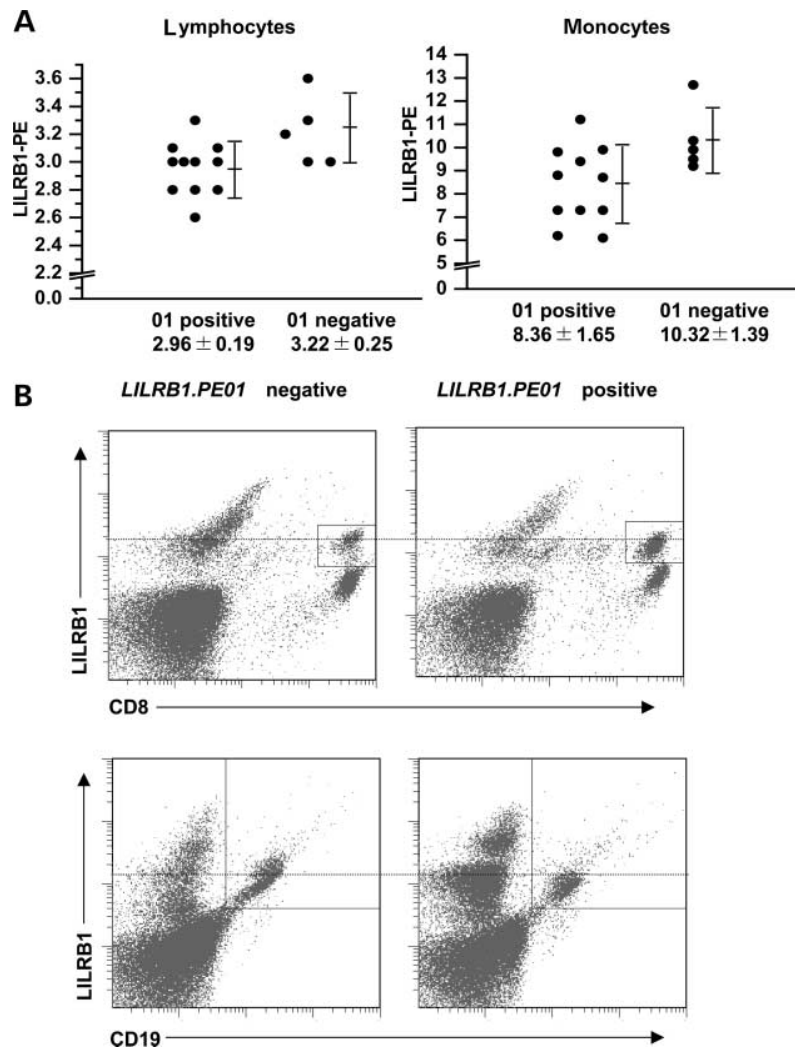 A
Lymphocytes
LILRB1-PE
3.6
3.4
3.2
3.0
2.8
2.6
2.4
2.2
0.0
01 positive
2.96 ± 0.19
01 negative
3.22 ± 0.25
Monocytes
LILRB1-PE
14
13
12
11
10
9
8
7
6
5
0
01 positive
8.36 ± 1.65
01 negative
10.32 ± 1.39
B
LILRB1.PE01 negative
LILRB1.PE01 positive
LILRB1
CD8
LILRB1
CD19